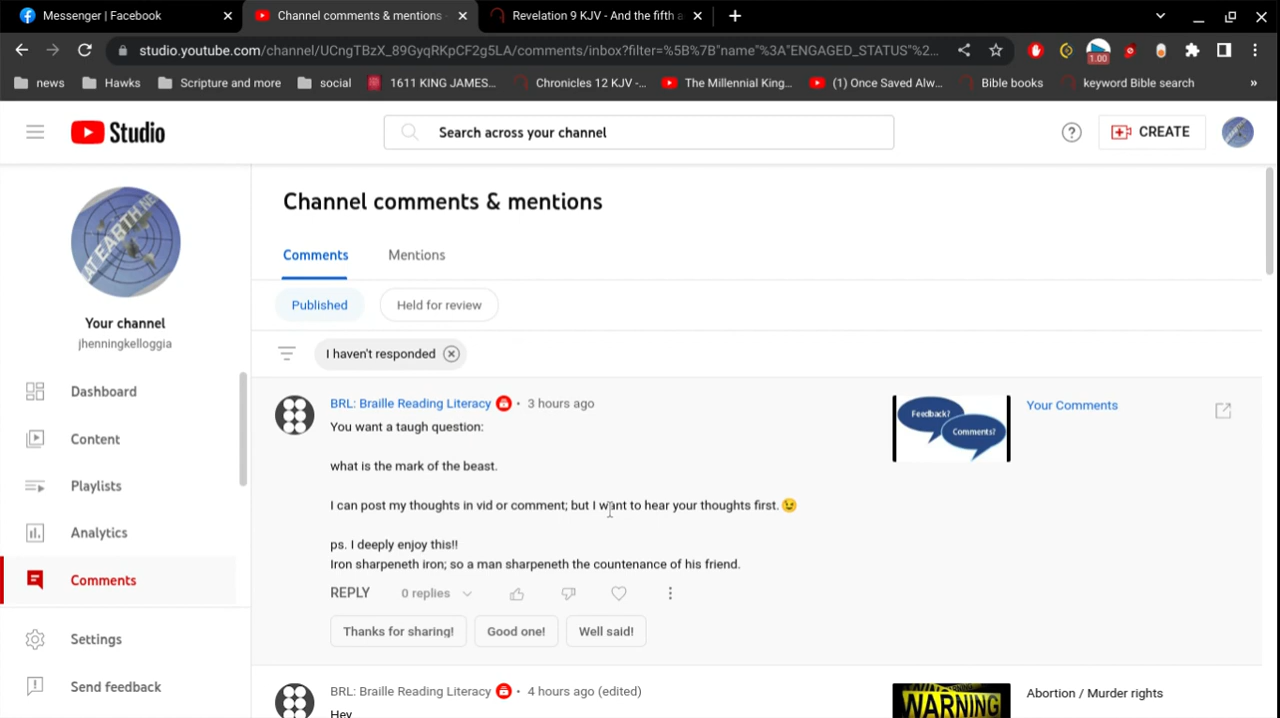 Messenger | Facebook
Channel comments & mentions
Revelation 9 KJV - And the fifth a
studio.youtube.com/channel/UCngTBzX_89GyqRKpCF2g5LA/comments/inbox?filter=%5B%7B"name"%3A"ENGAGED_STATUS"%2...
1.00
news
Hawks
Scripture and more
social
1611 KING JAMES...
Chronicles 12 KJV -...
The Millennial King...
(1) Once Saved Alw...
Bible books
keyword Bible search
»
Studio
Search across your channel
CREATE
AT EARTH NE
Your channel
jhenningkelloggia
Dashboard
Content
Playlists
Analytics
Comments
Settings
Send feedback
Channel comments & mentions
Comments
Mentions
Published
Held for review
I haven't responded
BRL: Braille Reading Literacy • 3 hours ago
You want a taugh question:
what is the mark of the beast.
I can post my thoughts in vid or comment; but I want to hear your thoughts first. 😉
ps. I deeply enjoy this!!
Iron sharpeneth iron; so a man sharpeneth the countenance of his friend.
REPLY
0 replies
Thanks for sharing!
Good one!
Well said!
Feedback?
Comments?
Your Comments
BRL: Braille Reading Literacy • 4 hours ago (edited)
Hey
WARNING
Abortion / Murder rights